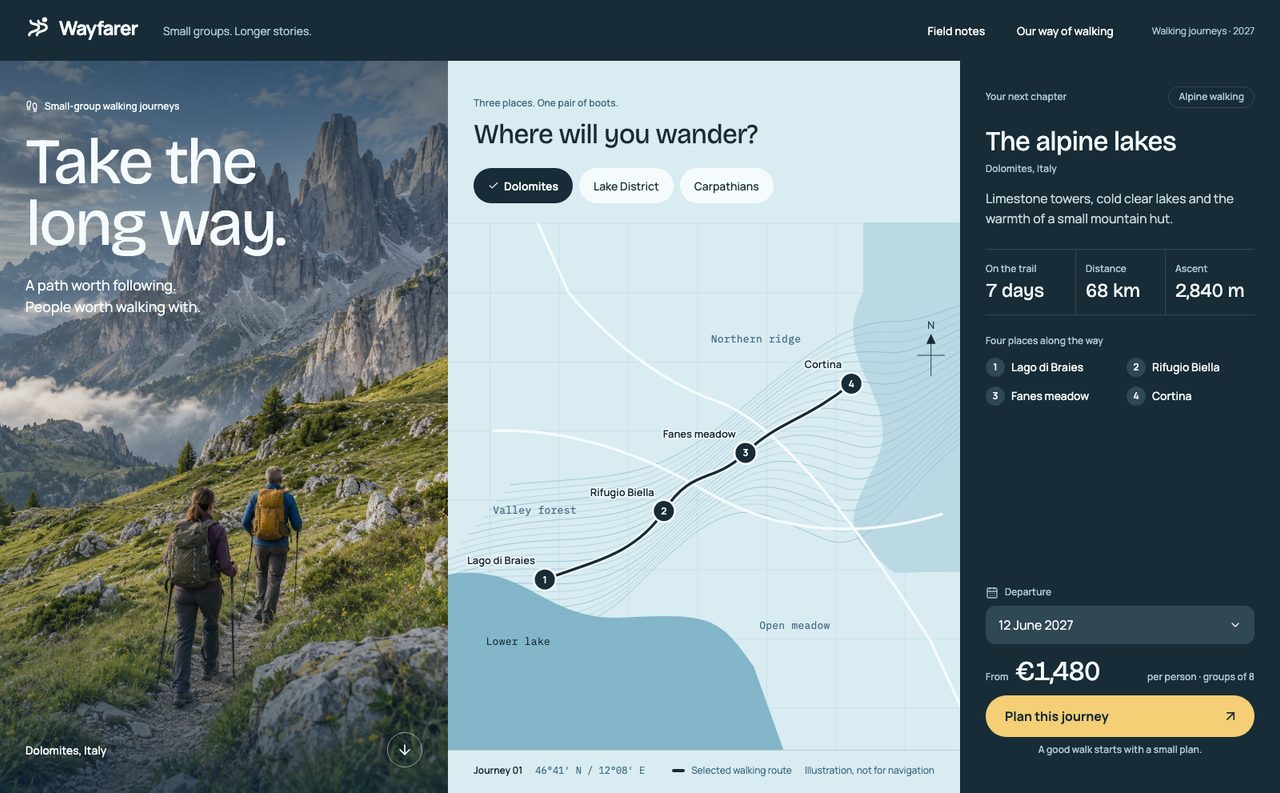 Wayfarer
Small groups. Longer stories.
Field notes
Our way of walking
Walking journeys · 2027
Small-group walking journeys
Take the
long way.
A path worth following.
People worth walking with.
Dolomites, Italy
Three places. One pair of boots.
Where will you wander?
Dolomites
Lake District
Carpathians
Northern ridge
N
Cortina
4
Fanes meadow
3
Rifugio Biella
2
Valley forest
Lago di Braies
1
Lower lake
Open meadow
Journey 01
46°41′ N / 12°08′ E
Selected walking route
Illustration, not for navigation
Your next chapter
Alpine walking
The alpine lakes
Dolomites, Italy
Limestone towers, cold clear lakes and the
warmth of a small mountain hut.
On the trail
7 days
Distance
68 km
Ascent
2,840 m
Four places along the way
1 Lago di Braies
2 Rifugio Biella
3 Fanes meadow
4 Cortina
Departure
12 June 2027
From €1,480
per person · groups of 8
Plan this journey
A good walk starts with a small plan.